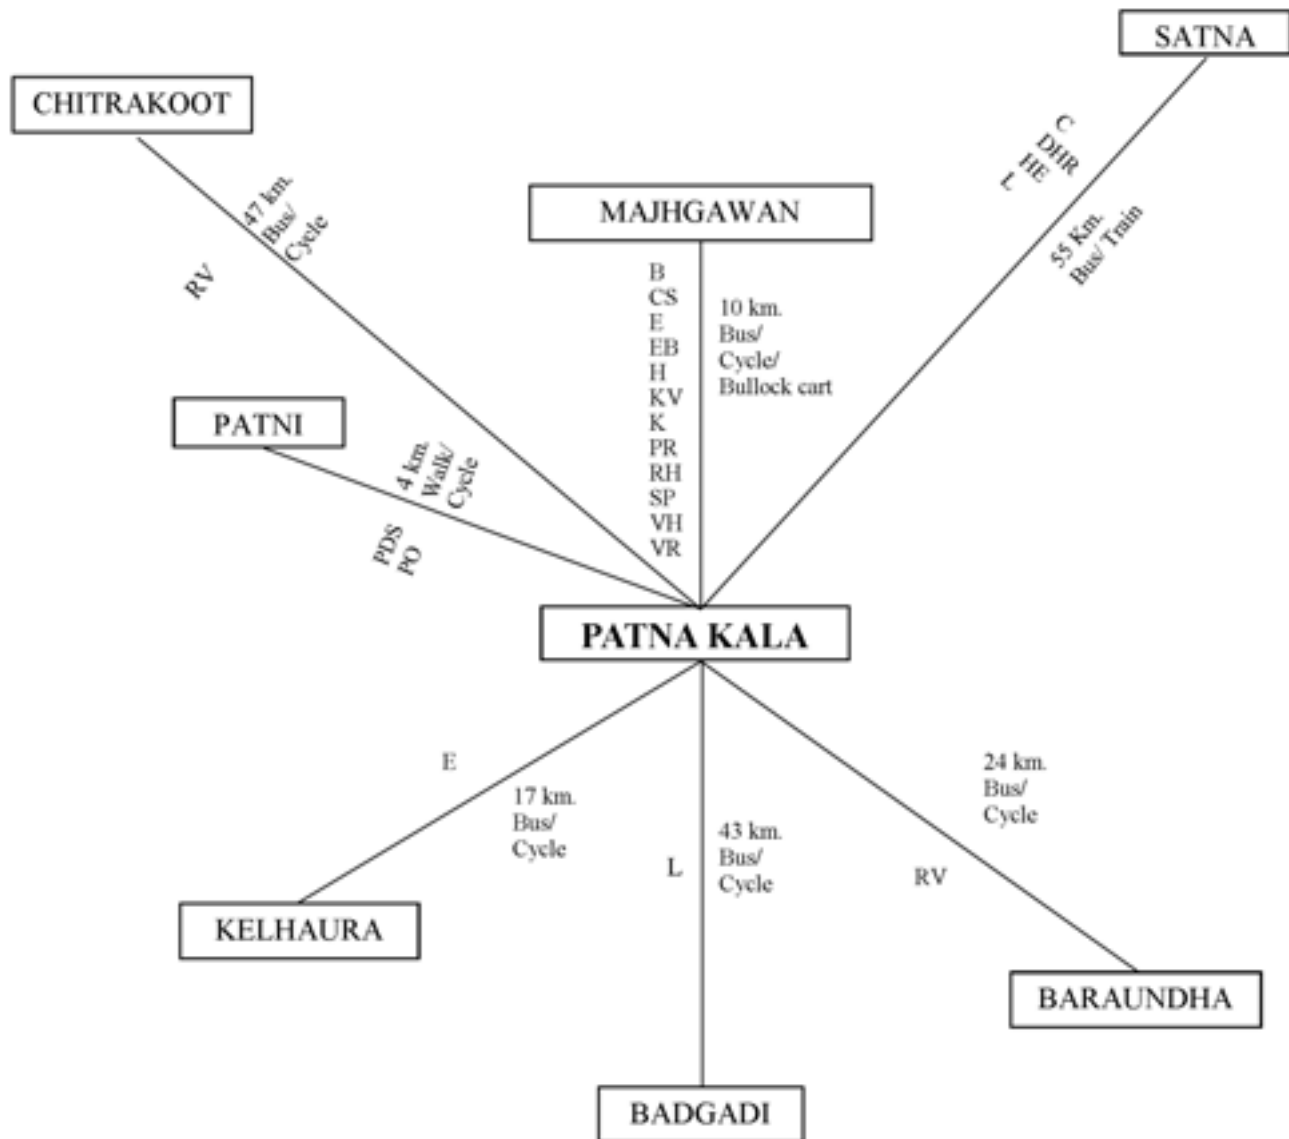 SATNA
CHITRAKOOT
C
DHR
HE
L
55 Km.
Bus/ Train
47 km.
Bus/
Cycle
RV
MAJHGAWAN
B
CS
E
EB
H
KV
K
PR
RH
SP
VH
VR
10 km.
Bus/
Cycle/
Bullock cart
PATNI
4 km.
Walk/
Cycle
PDS
PO
PATNA KALA
E
17 km.
Bus/
Cycle
L
43 km.
Bus/
Cycle
24 km.
Bus/
Cycle
RV
KELHAURA
BARAUNDHA
BADGADI